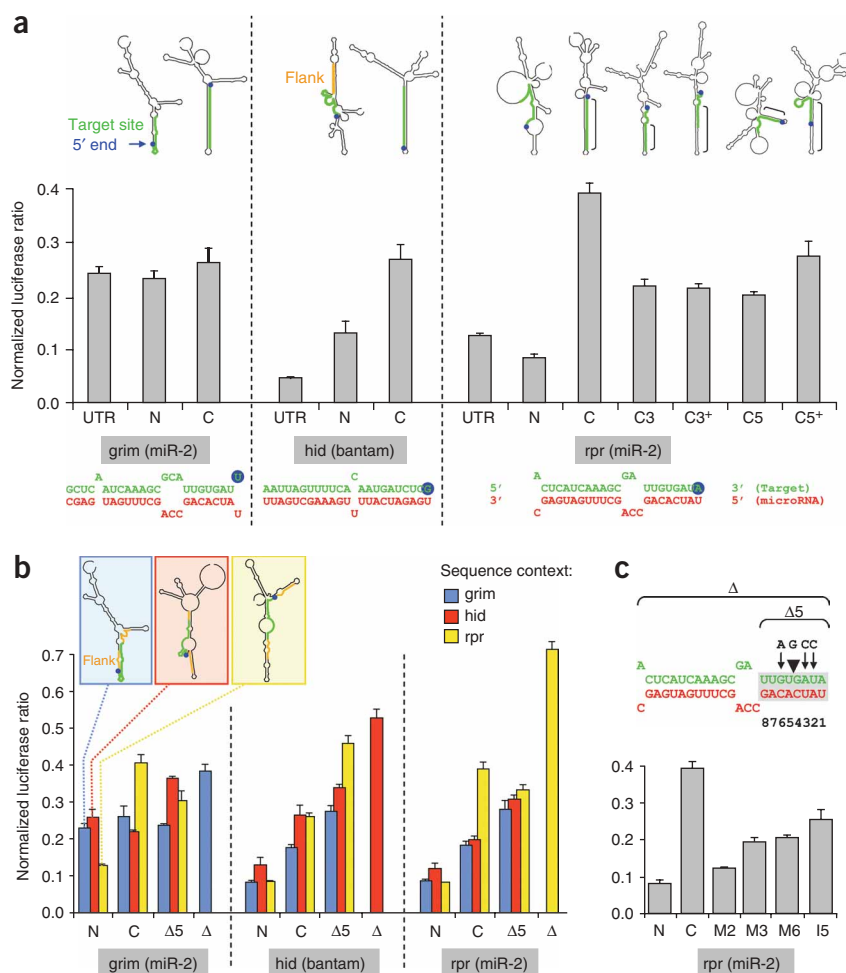 a
Flank
Target site
5′ end
Normalized luciferase ratio
0.4
0.3
0.2
0.1
0.0
UTR N C UTR N C UTR N C C3 C3+ C5 C5+
grim (miR-2) hid (bantam) rpr (miR-2)
A GCA U C A GA
GCUC AUCAAAGC UUGUGAU AAUUAGUUUUCA AAUGAUCUCG 5′ CUCAUCAAAGC UUGUGAUA 3′ (Target)
CGAG UAGUUUCG GACACUA UUAGUCGAAAGU UUACUAGAGU 3′ GAGUAGUUUCG GACACUAU 5′ (microRNA)
ACC U U C ACC
b
Flank
Sequence context:
grim
hid
rpr
Normalized luciferase ratio
0.7
0.6
0.5
0.4
0.3
0.2
0.1
0.0
N C Δ5 Δ N C Δ5 Δ N C Δ5 Δ
grim (miR-2) hid (bantam) rpr (miR-2)
c
Δ
Δ5
A G CC
A GA
CUCAUCAAAGC UUGUGAUA
GAGUAGUUUCG GACACUAU
C ACC
87654321
0.4
0.3
0.2
0.1
0.0
N C M2 M3 M6 I5
rpr (miR-2)